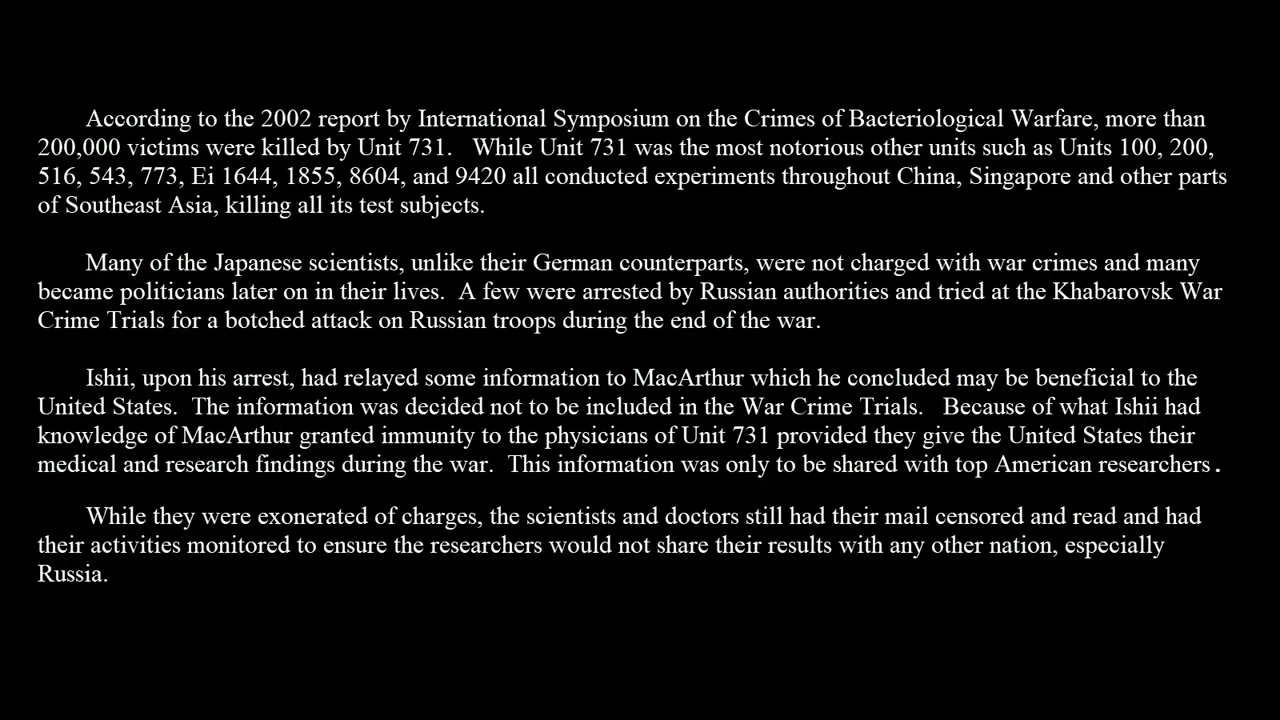 According to the 2002 report by International Symposium on the Crimes of Bacteriological Warfare, more than
200,000 victims were killed by Unit 731.   While Unit 731 was the most notorious other units such as Units 100, 200,
516, 543, 773, Ei 1644, 1855, 8604, and 9420 all conducted experiments throughout China, Singapore and other parts
of Southeast Asia, killing all its test subjects.
Many of the Japanese scientists, unlike their German counterparts, were not charged with war crimes and many
became politicians later on in their lives.  A few were arrested by Russian authorities and tried at the Khabarovsk War
Crime Trials for a botched attack on Russian troops during the end of the war.
Ishii, upon his arrest, had relayed some information to MacArthur which he concluded may be beneficial to the
United States.  The information was decided not to be included in the War Crime Trials.   Because of what Ishii had
knowledge of MacArthur granted immunity to the physicians of Unit 731 provided they give the United States their
medical and research findings during the war.  This information was only to be shared with top American researchers.
While they were exonerated of charges, the scientists and doctors still had their mail censored and read and had
their activities monitored to ensure the researchers would not share their results with any other nation, especially
Russia.